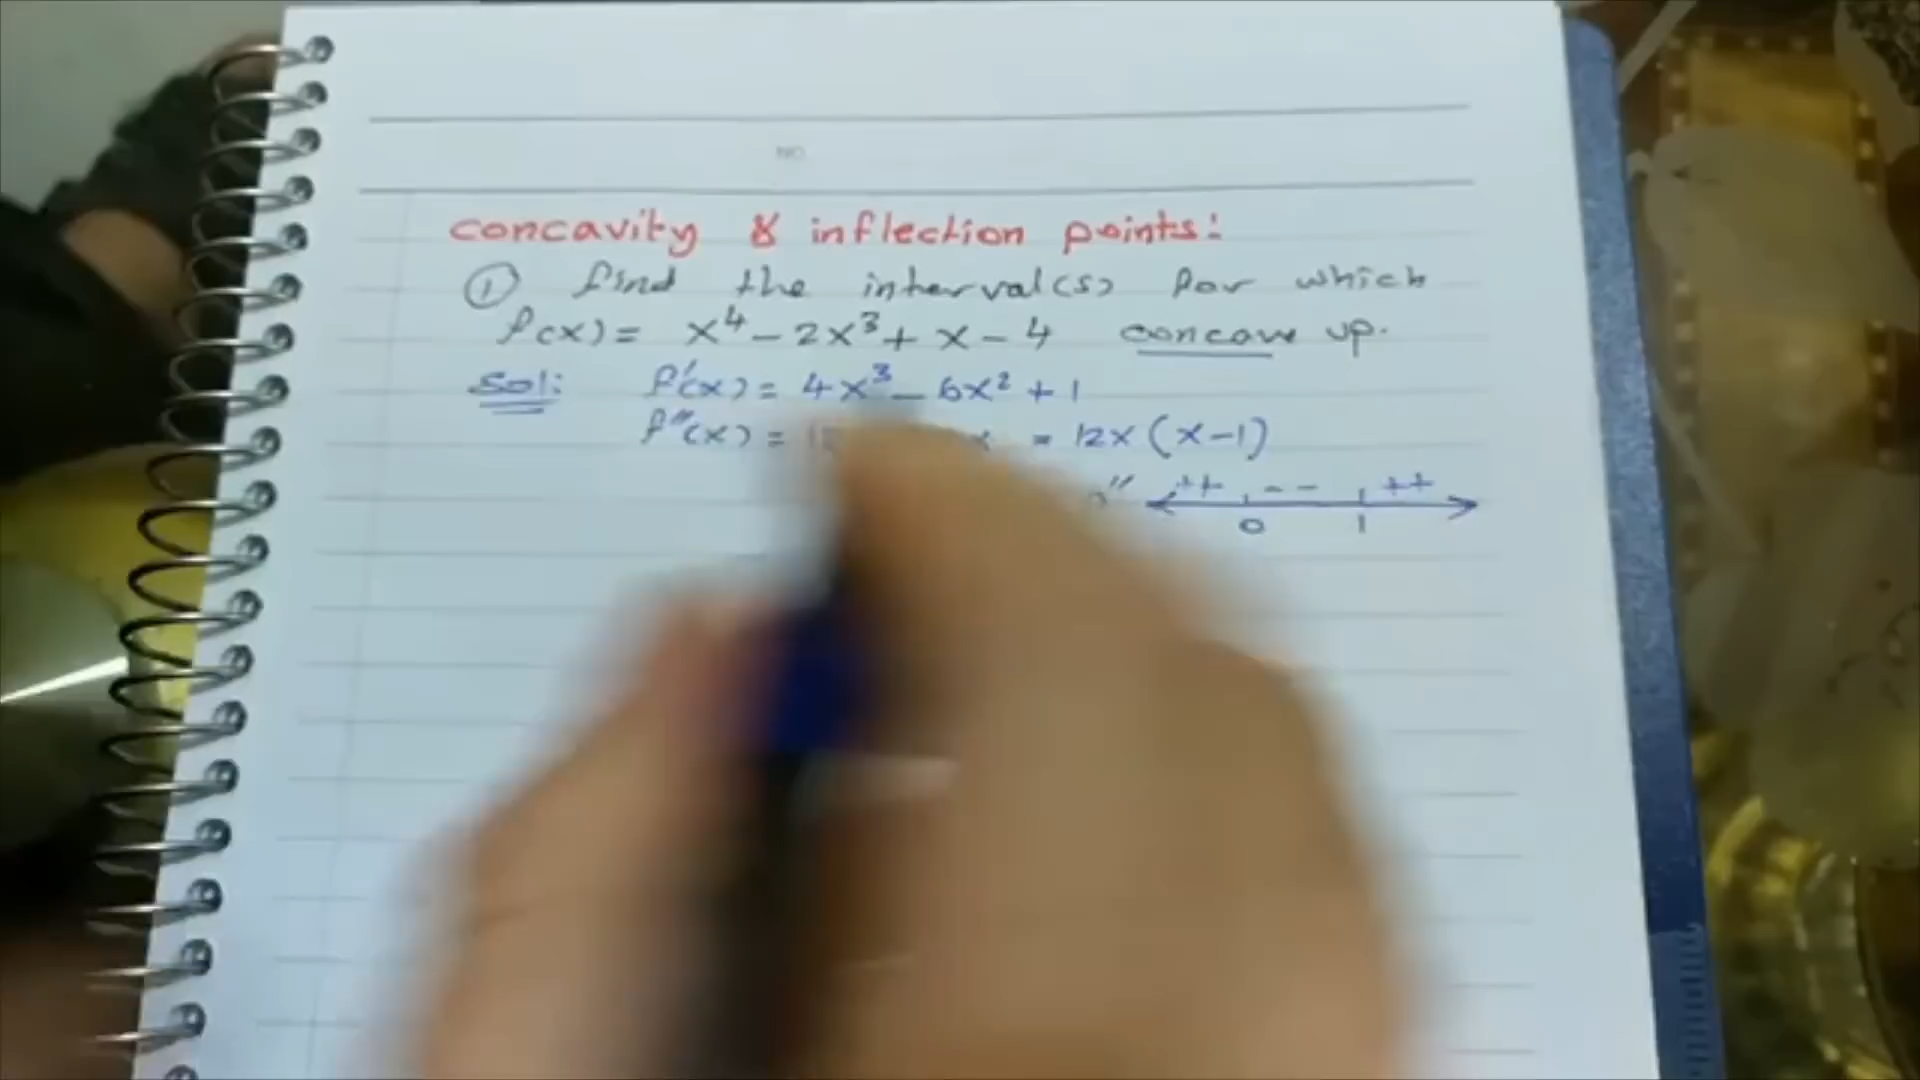 NO.
concavity & inflection points:
① find the interval(s) for which
f(x) = x⁴ - 2x³ + x - 4 concave up.
Sol: f'(x) = 4x³ - 6x² + 1
f''(x) = = 12x (x-1)
++ -- ++
0 1